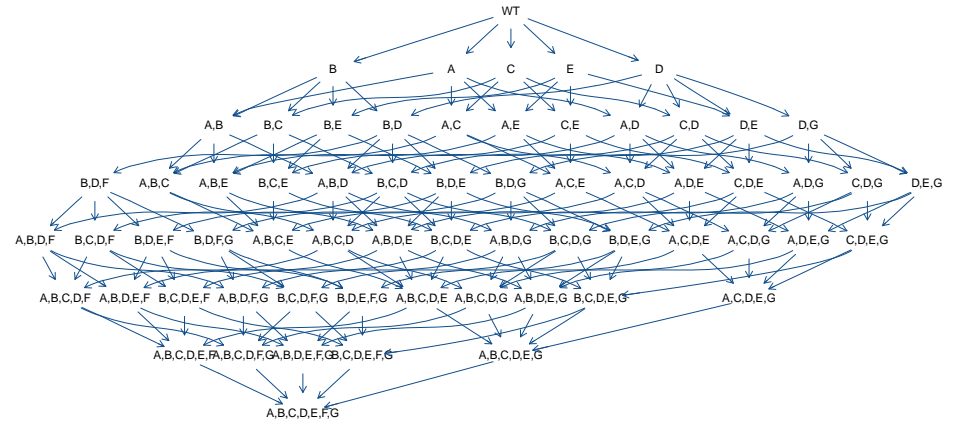 WT
B A C E D
A,B B,C B,E B,D A,C A,E C,E A,D C,D D,E D,G
B,D,F A,B,C A,B,E B,C,E A,B,D B,C,D B,D,E B,D,G A,C,E A,C,D A,D,E C,D,E A,D,G C,D,G D,E,G
A,B,D,F B,C,D,F B,D,E,F B,D,F,G A,B,C,E A,B,C,D A,B,D,E B,C,D,E A,B,D,G B,C,D,G B,D,E,G A,C,D,E A,C,D,G A,D,E,G C,D,E,G
A,B,C,D,F A,B,D,E,F B,C,D,E,F A,B,D,F,G B,C,D,F,G B,D,E,F,G A,B,C,D,E A,B,C,D,G A,B,D,E,G B,C,D,E,G A,C,D,E,G
A,B,C,D,E,F A,B,C,D,F,G A,B,D,E,F,G B,C,D,E,F,G A,B,C,D,E,G
A,B,C,D,E,F,G